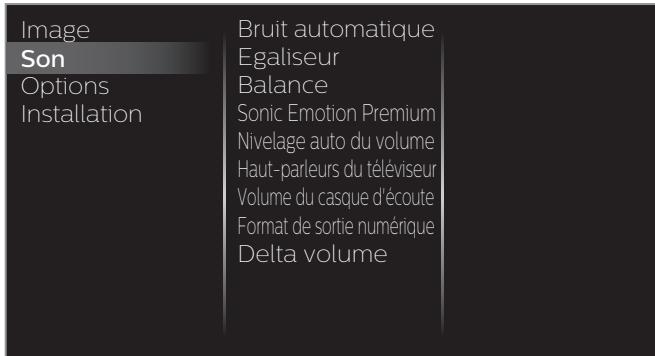 Image
Son
Options
Installation
Bruit automatique
Egaliseur
Balance
Sonic Emotion Premium
Nivelage auto du volume
Haut-parleurs du téléviseur
Volume du casque d'écoute
Format de sortie numérique
Delta volume